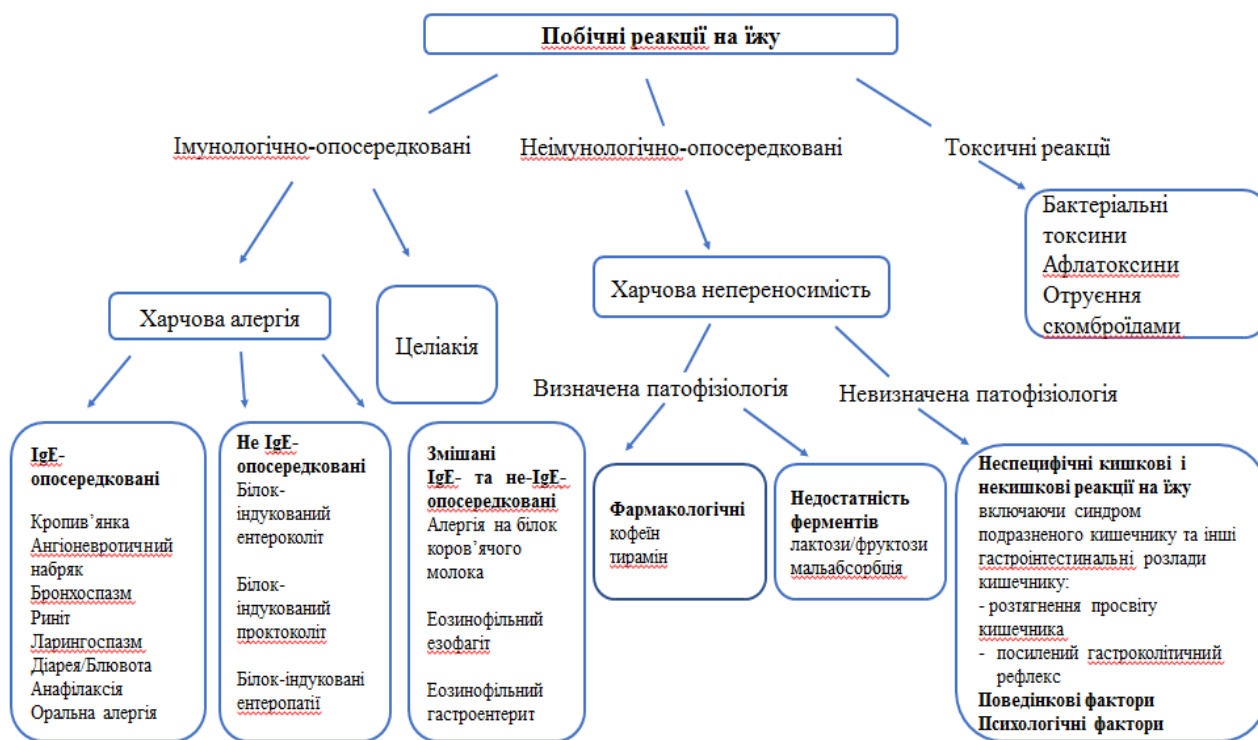 Побічні реакції на їжу
Імунологічно-опосередковані
Неімунологічно-опосередковані
Токсичні реакції
Бактеріальні
токсини
Афлатоксини
Отруєння
скомброїдами
Харчова алергія
Целіакія
Харчова непереносимість
Визначена патофізіологія
Невизначена патофізіологія
IgE-
опосередковані
Кропив’янка
Ангіоневротичний
набряк
Бронхоспазм
Риніт
Ларингоспазм
Діарея/Блювота
Анафілаксія
Оральна алергія
Не IgE-
опосередковані
Білок-
індукований
ентероколіт
Білок-
індукований
проктоколіт
Білок-індуковані
ентеропатії
Змішані
IgE- та не-IgE-
опосередковані
Алергія на білок
коров’ячого
молока
Еозинофільний
езофагіт
Еозинофільний
гастроентерит
Фармакологічні
кофеїн
тирамін
Недостатність
ферментів
лактози/фруктози
мальабсорбція
Неспецифічні кишкові і
некишкові реакції на їжу
включаючи синдром
подразненого кишечнику та інші
гастроінтестинальні розлади
кишечнику:
- розтягнення просвіту
кишечника
- посилений гастроколітичний
рефлекс
Поведінкові фактори
Психологічні фактори